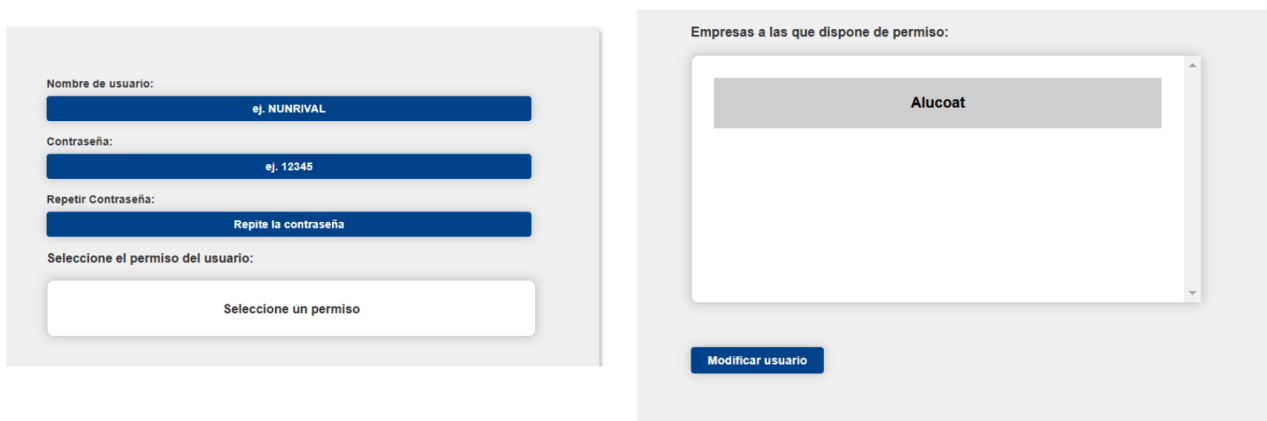 Nombre de usuario:
ej. NUNRIVAL
Contraseña:
ej. 12345
Repetir Contraseña:
Repite la contraseña
Seleccione el permiso del usuario:
Seleccione un permiso
Empresas a las que dispone de permiso:
Alucoat
Modificar usuario